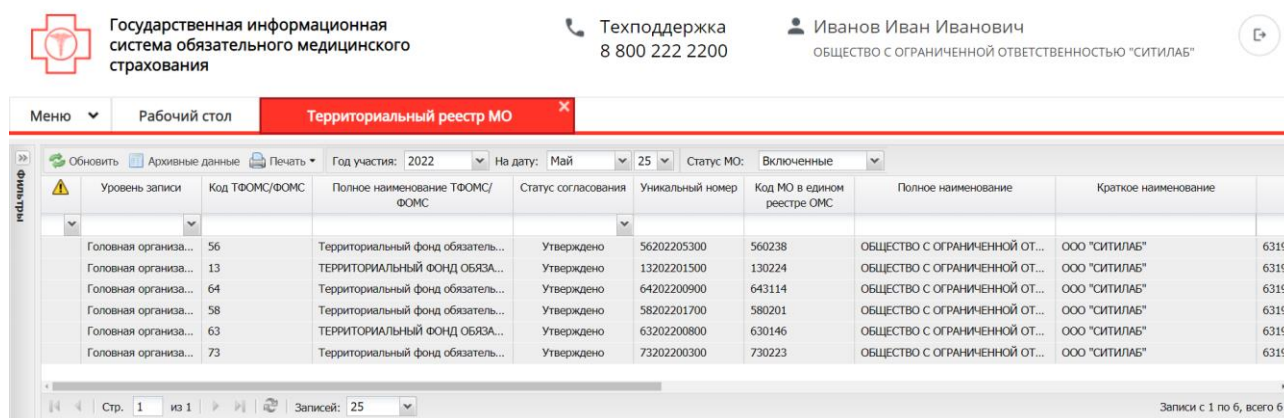 Государственная информационная
система обязательного медицинского
страхования
Техподдержка
8 800 222 2200
Иванов Иван Иванович
ОБЩЕСТВО С ОГРАНИЧЕННОЙ ОТВЕТСТВЕННОСТЬЮ "СИТИЛАБ"
Меню Рабочий стол Территориальный реестр МО
Фильтры
Обновить Архивные данные Печать Год участия: 2022 На дату: Май 25 Статус МО: Включенные
Уровень записи Код ТФОМС/ФОМС Полное наименование ТФОМС/ФОМС Статус согласования Уникальный номер Код МО в едином реестре ОМС Полное наименование Краткое наименование
Головная организа... 56 Территориальный фонд обязатель... Утверждено 56202205300 560238 ОБЩЕСТВО С ОГРАНИЧЕННОЙ ОТ... ООО "СИТИЛАБ" 6319
Головная организа... 13 ТЕРРИТОРИАЛЬНЫЙ ФОНД ОБЯЗА... Утверждено 13202201500 130224 ОБЩЕСТВО С ОГРАНИЧЕННОЙ ОТ... ООО "СИТИЛАБ" 6319
Головная организа... 64 Территориальный фонд обязатель... Утверждено 64202200900 643114 ОБЩЕСТВО С ОГРАНИЧЕННОЙ ОТ... ООО "СИТИЛАБ" 6319
Головная организа... 58 Территориальный фонд обязатель... Утверждено 58202201700 580201 ОБЩЕСТВО С ОГРАНИЧЕННОЙ ОТ... ООО "СИТИЛАБ" 6319
Головная организа... 63 ТЕРРИТОРИАЛЬНЫЙ ФОНД ОБЯЗА... Утверждено 63202200800 630146 ОБЩЕСТВО С ОГРАНИЧЕННОЙ ОТ... ООО "СИТИЛАБ" 6319
Головная организа... 73 Территориальный фонд обязатель... Утверждено 73202200300 730223 ОБЩЕСТВО С ОГРАНИЧЕННОЙ ОТ... ООО "СИТИЛАБ" 6319
Стр. 1 из 1 Записей: 25 Записи с 1 по 6, всего 6